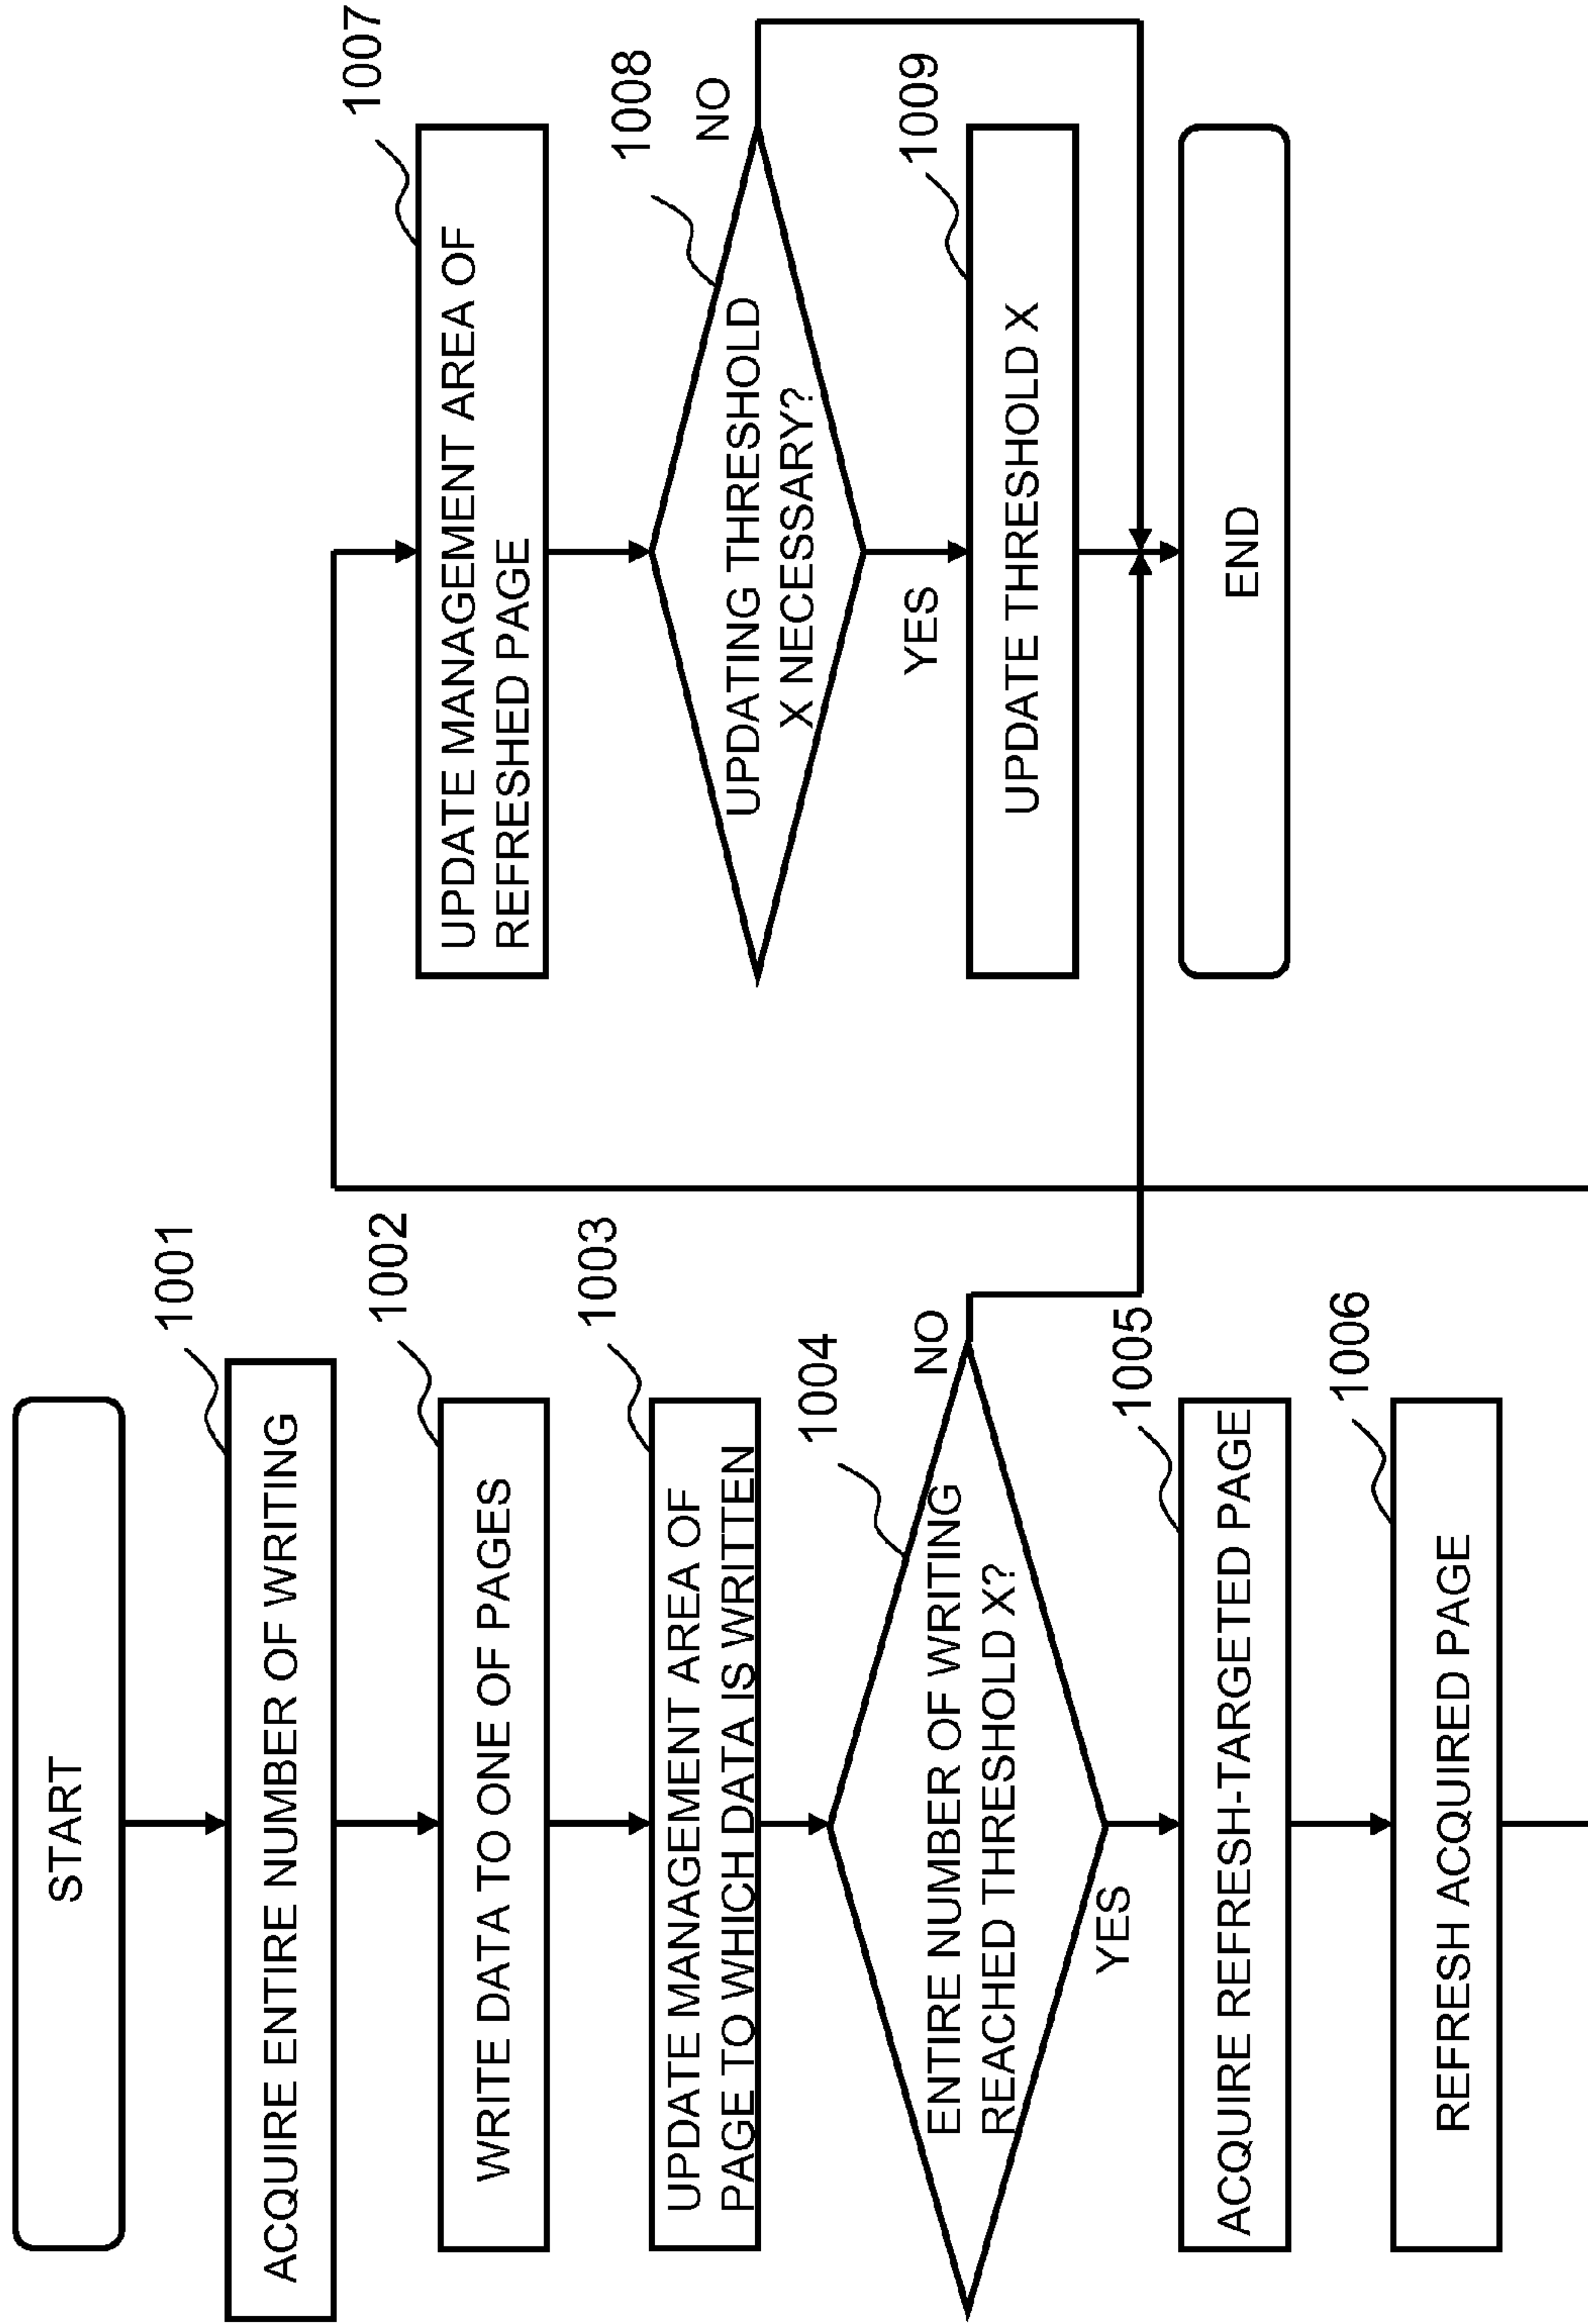 START
1001
ACQUIRE ENTIRE NUMBER OF WRITING
1002
WRITE DATA TO ONE OF PAGES
1003
UPDATE MANAGEMENT AREA OF
PAGE TO WHICH DATA IS WRITTEN
1004
ENTIRE NUMBER OF WRITING
REACHED THRESHOLD X?
NO
YES
1005
ACQUIRE REFRESH-TARGETED PAGE
1006
REFRESH ACQUIRED PAGE
1007
UPDATE MANAGEMENT AREA OF
REFRESHED PAGE
1008
UPDATING THRESHOLD
X NECESSARY?
NO
YES
1009
UPDATE THRESHOLD X
END